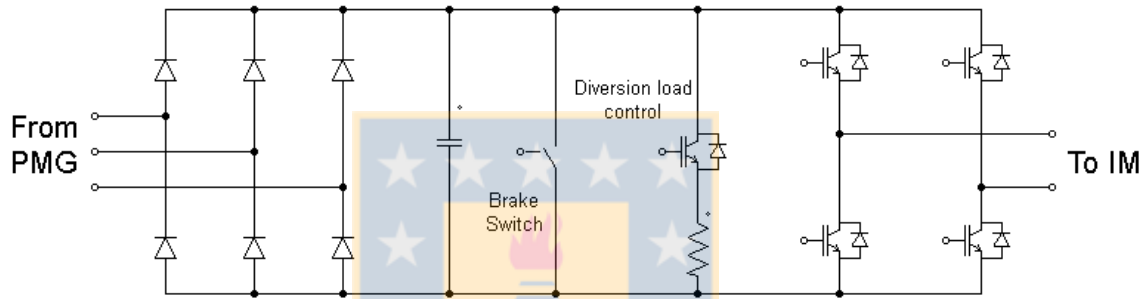 Diversion load
control
From
PMG
To IM
Brake
Switch